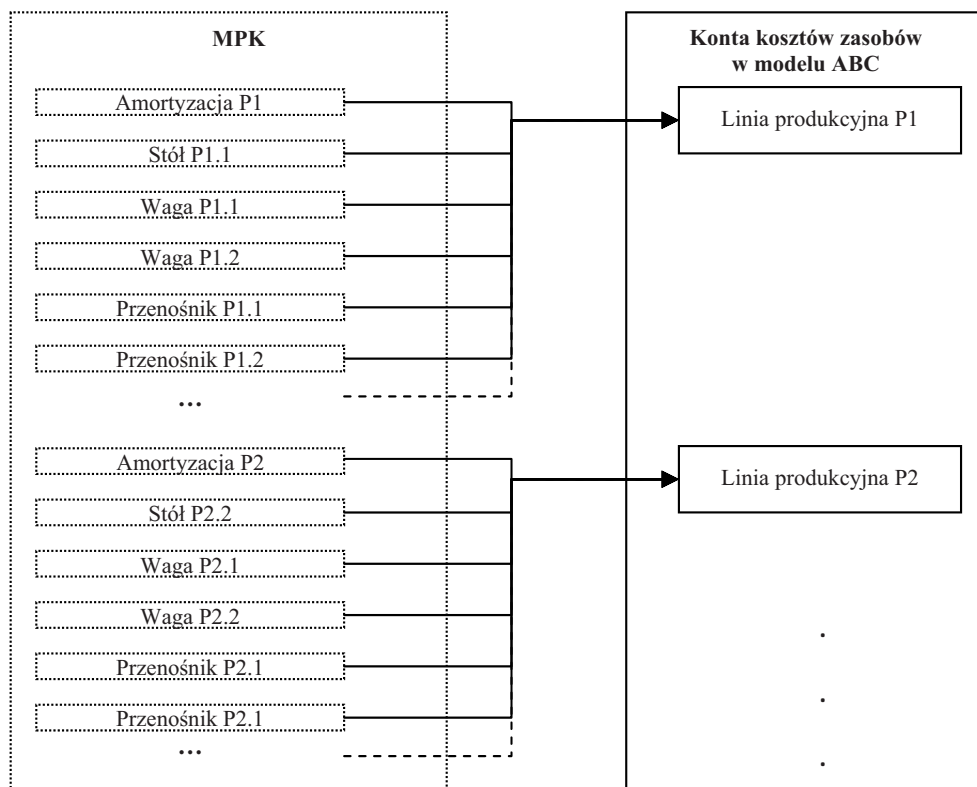 MPK
Amortyzacja P1
Stół P1.1
Waga P1.1
Waga P1.2
Przenośnik P1.1
Przenośnik P1.2
...
Amortyzacja P2
Stół P2.2
Waga P2.1
Waga P2.2
Przenośnik P2.1
Przenośnik P2.1
...
Konta kosztów zasobów
w modelu ABC
Linia produkcyjna P1
Linia produkcyjna P2
.
.
.